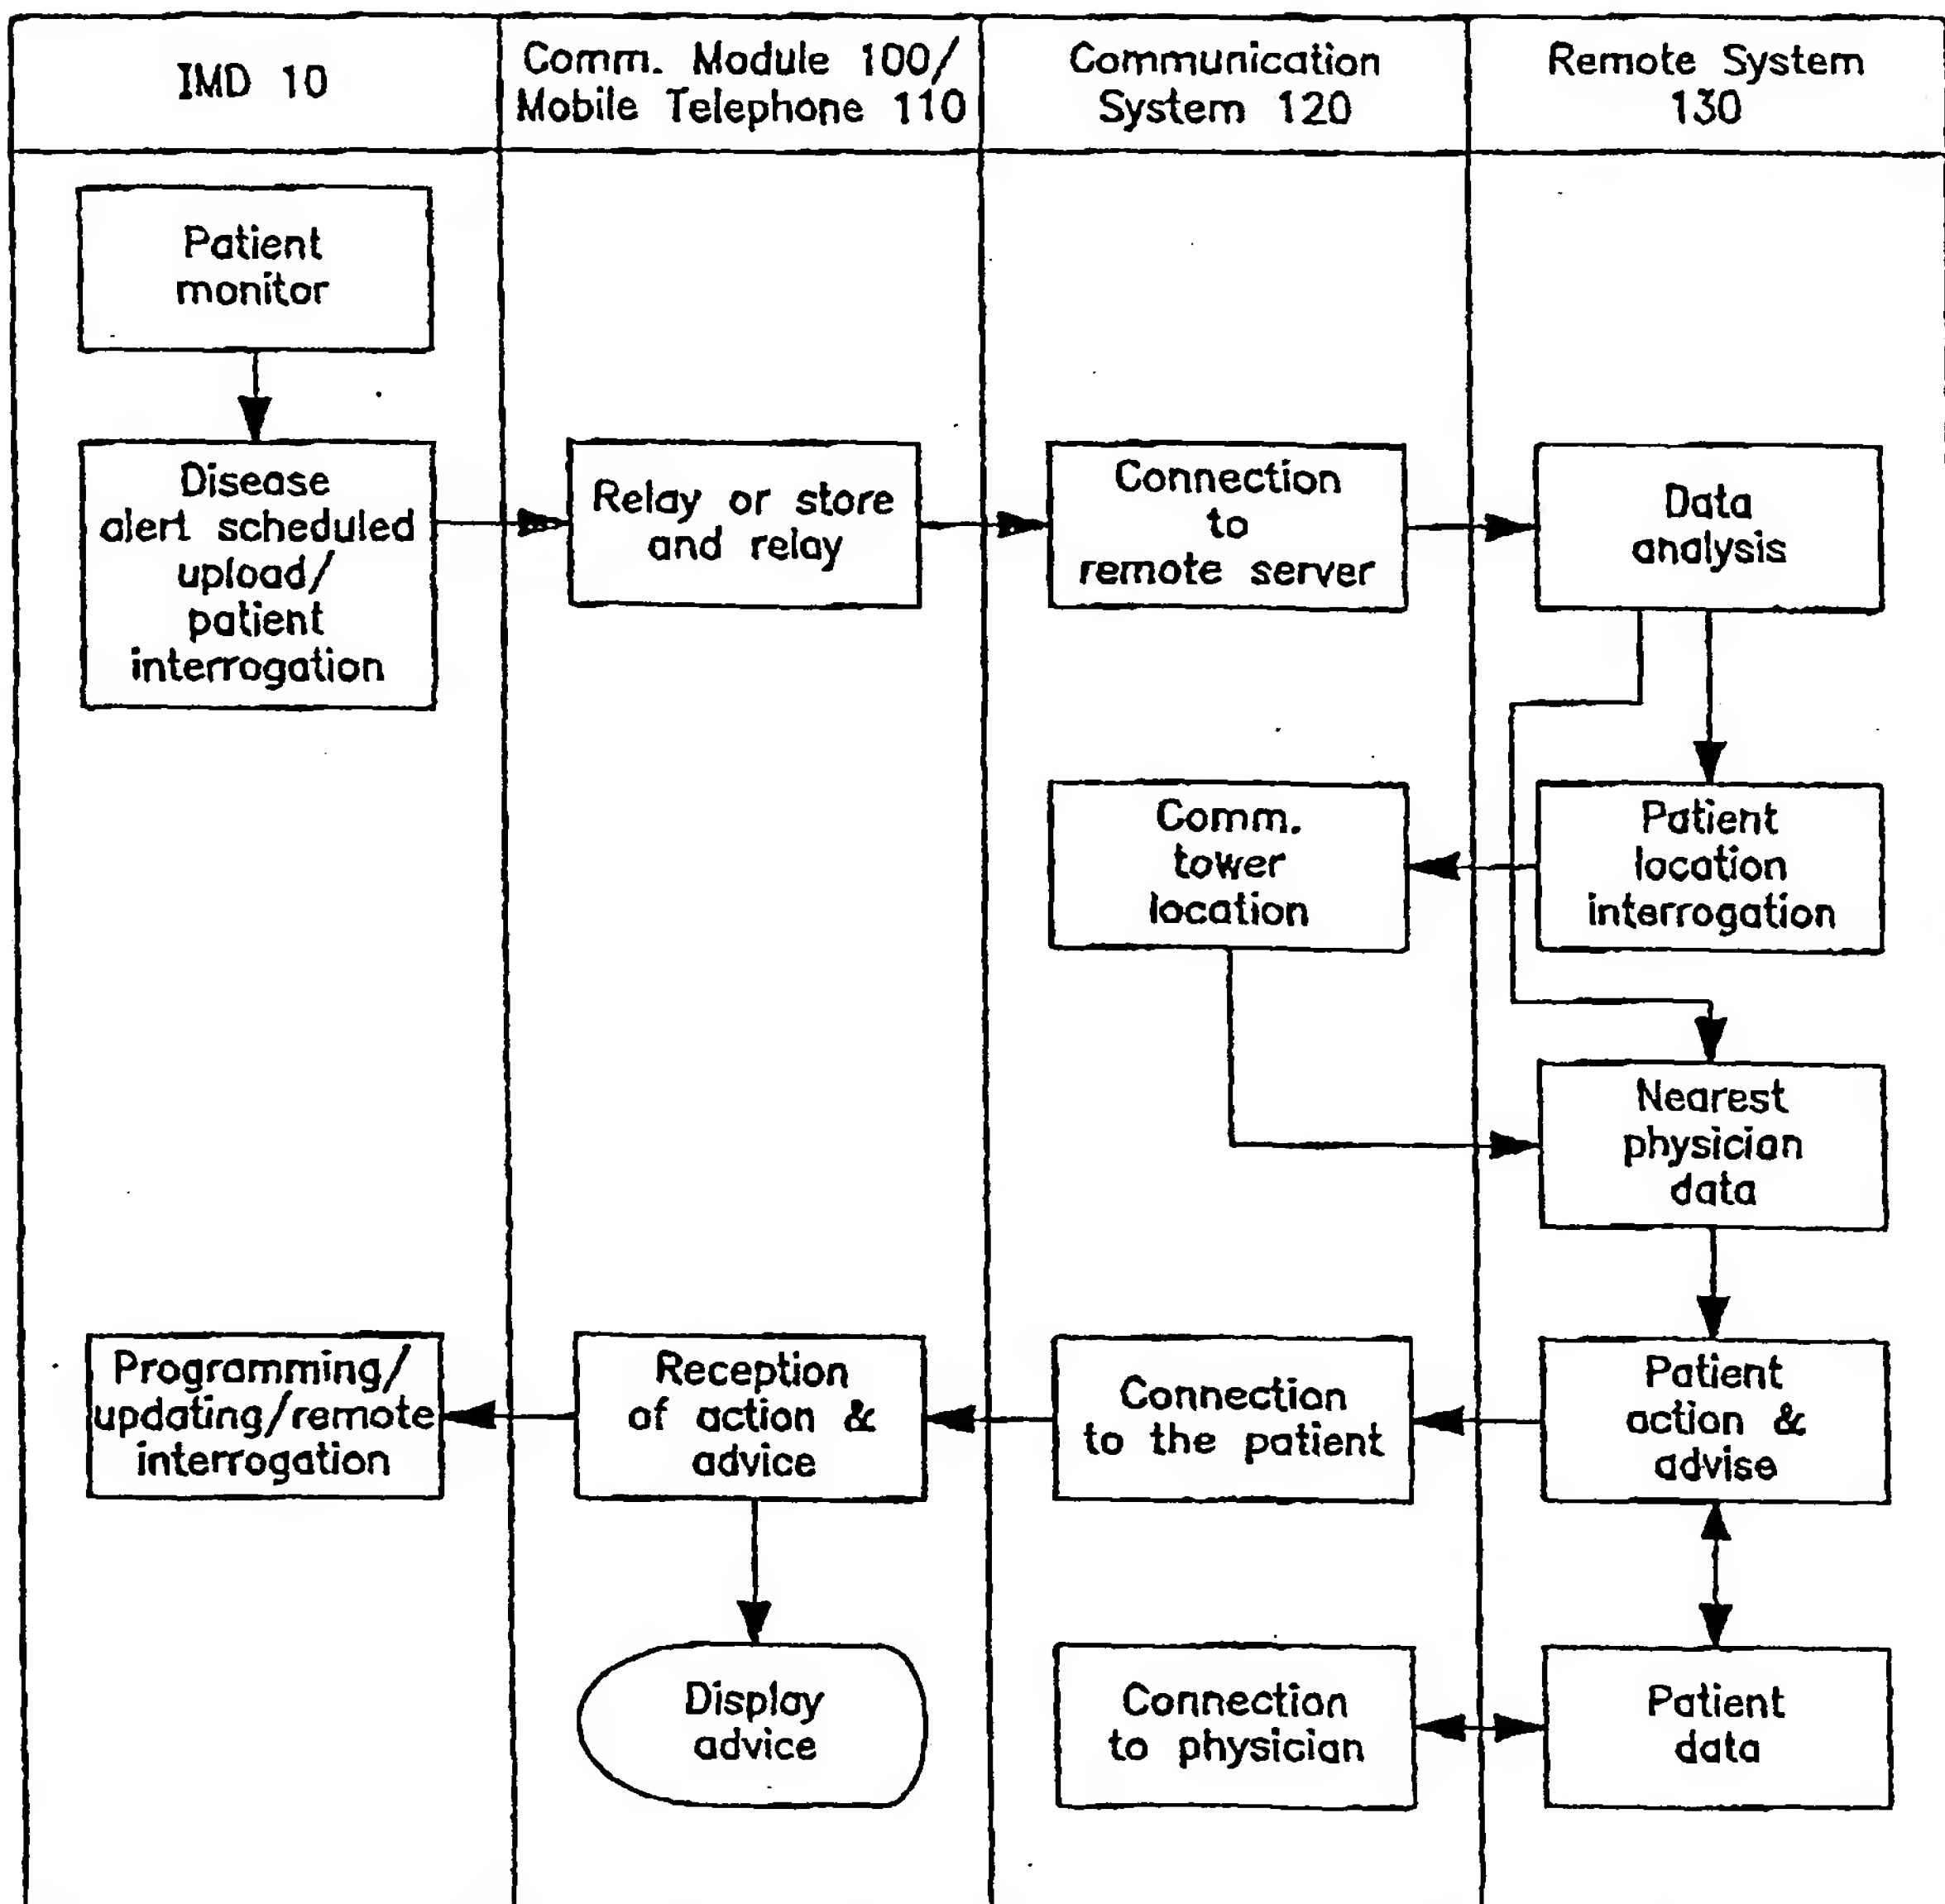 IMD 10
Comm. Module 100/
Mobile Telephone 110
Communication
System 120
Remote System
130
Patient
monitor
Disease
alert scheduled
upload/
patient
interrogation
Relay or store
and relay
Connection
to
remote server
Data
analysis
Comm.
tower
location
Patient
location
interrogation
Nearest
physician
data
Programming/
updating/remote
interrogation
Reception
of action &
advice
Connection
to the patient
Patient
action &
advise
Display
advice
Connection
to physician
Patient
data